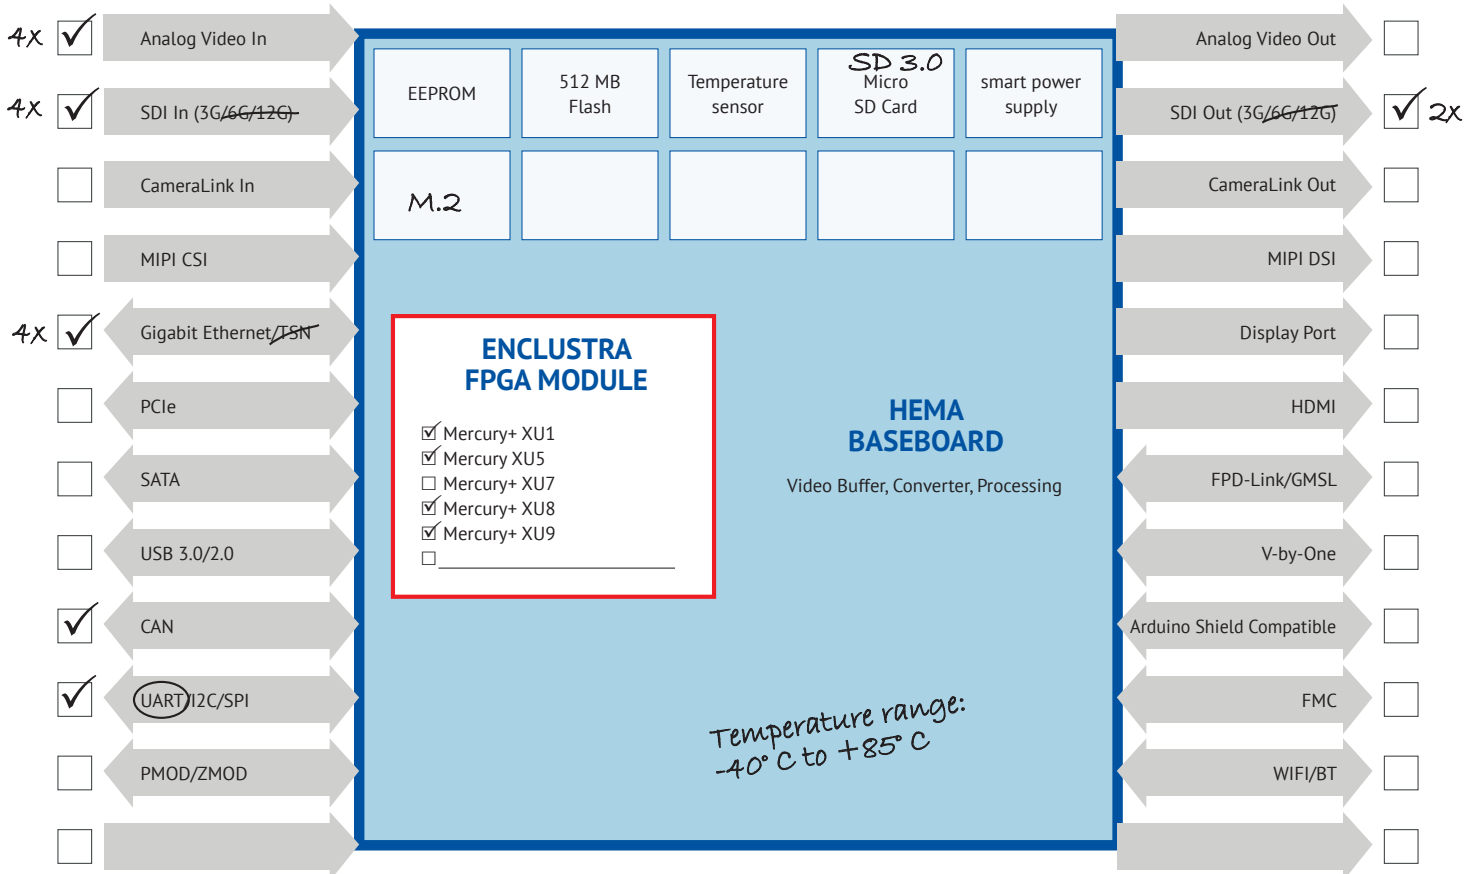 4x Analog Video In
4x SDI In (3G/6G/12G)
CameraLink In
MIPI CSI
4x Gigabit Ethernet/TSN
PCIe
SATA
USB 3.0/2.0
CAN
UART/I2C/SPI
PMOD/ZMOD
EEPROM
512 MB
Flash
Temperature
sensor
SD 3.0
Micro
SD Card
smart power
supply
M.2
ENCLUSTRA
FPGA MODULE
Mercury+ XU1
Mercury XU5
Mercury+ XU7
Mercury+ XU8
Mercury+ XU9
HEMA
BASEBOARD
Video Buffer, Converter, Processing
Temperature range:
-40° C to +85° C
Analog Video Out
SDI Out (3G/6G/12G) 2x
CameraLink Out
MIPI DSI
Display Port
HDMI
FPD-Link/GMSL
V-by-One
Arduino Shield Compatible
FMC
WIFI/BT